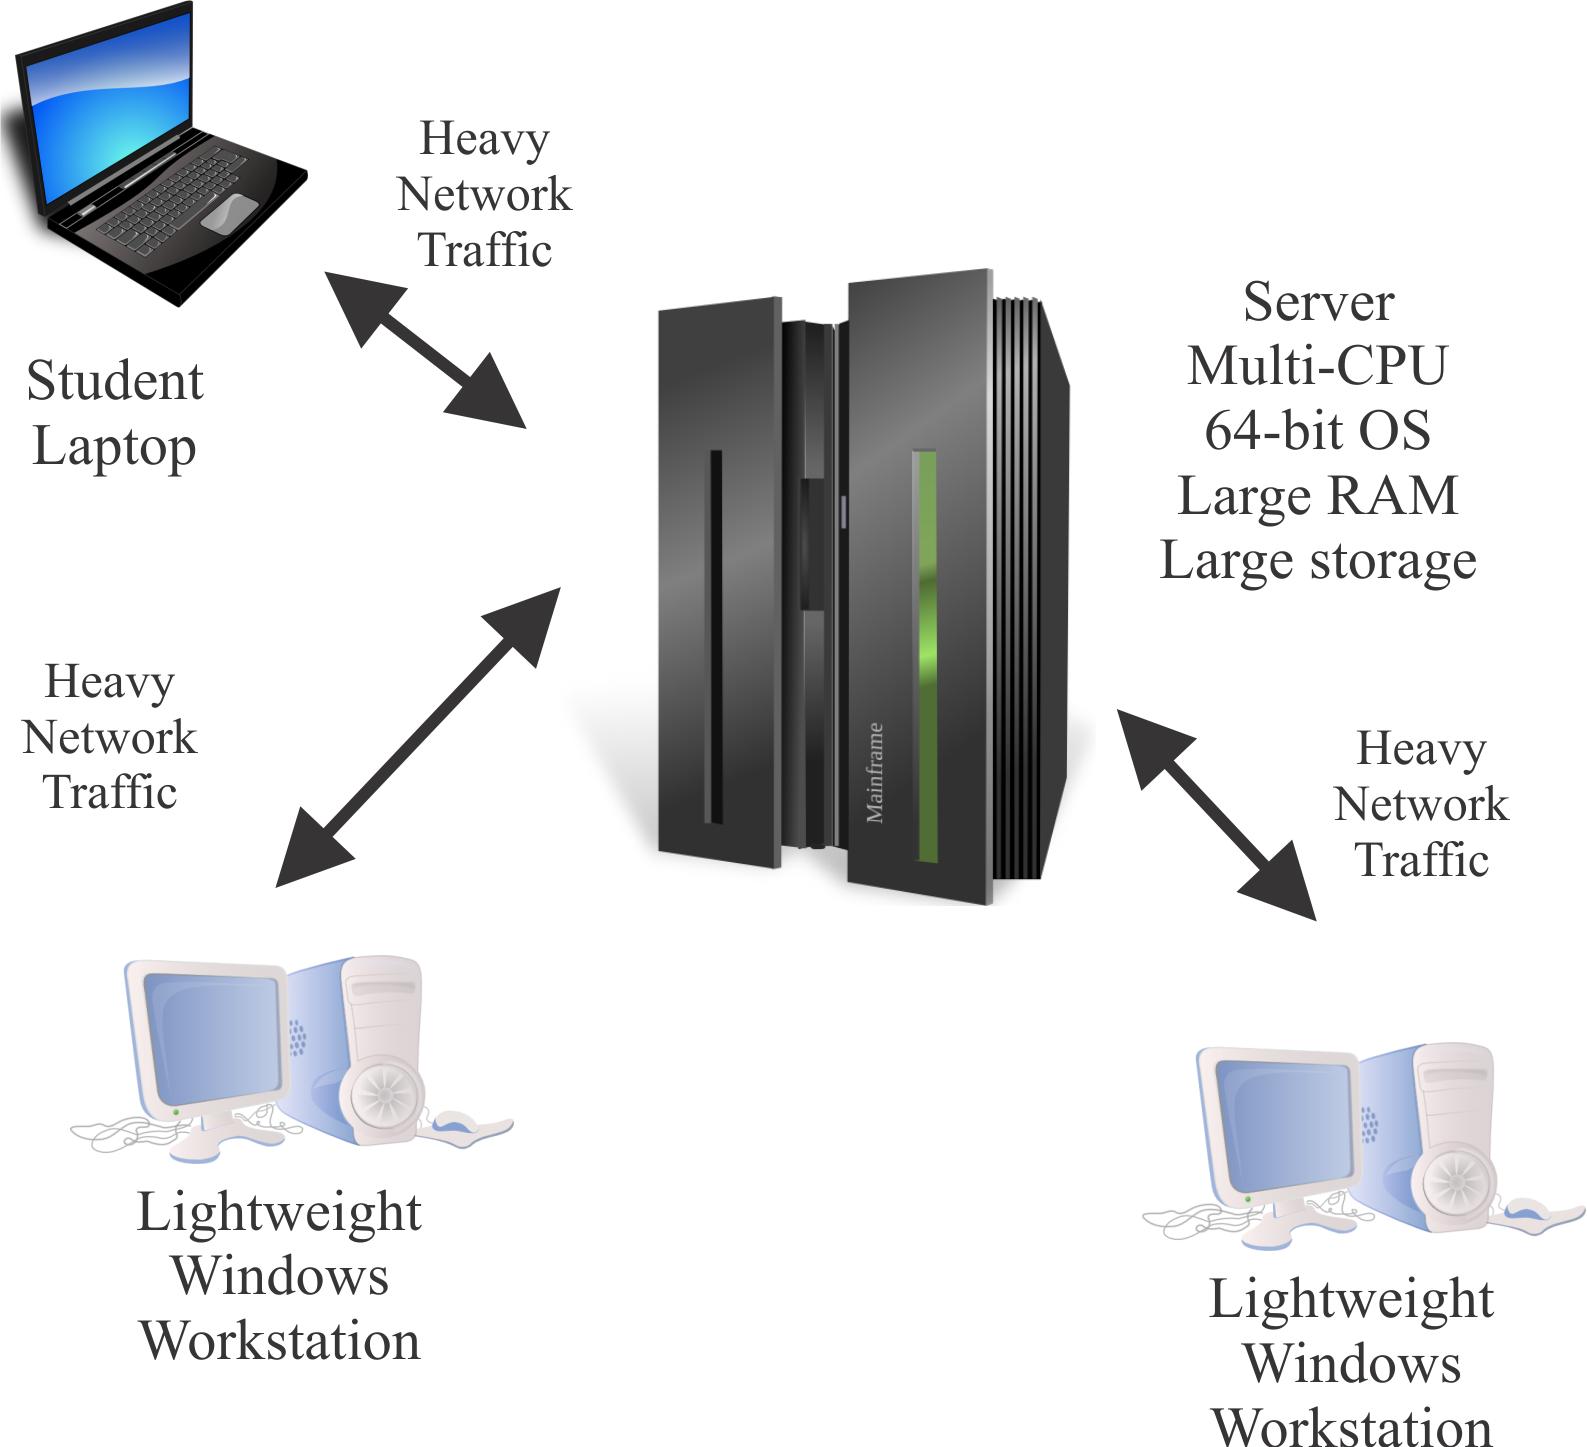 Heavy
Network
Traffic
Student
Laptop
Server
Multi-CPU
64-bit OS
Large RAM
Large storage
Heavy
Network
Traffic
Mainframe
Heavy
Network
Traffic
Lightweight
Windows
Workstation
Lightweight
Windows
Workstation